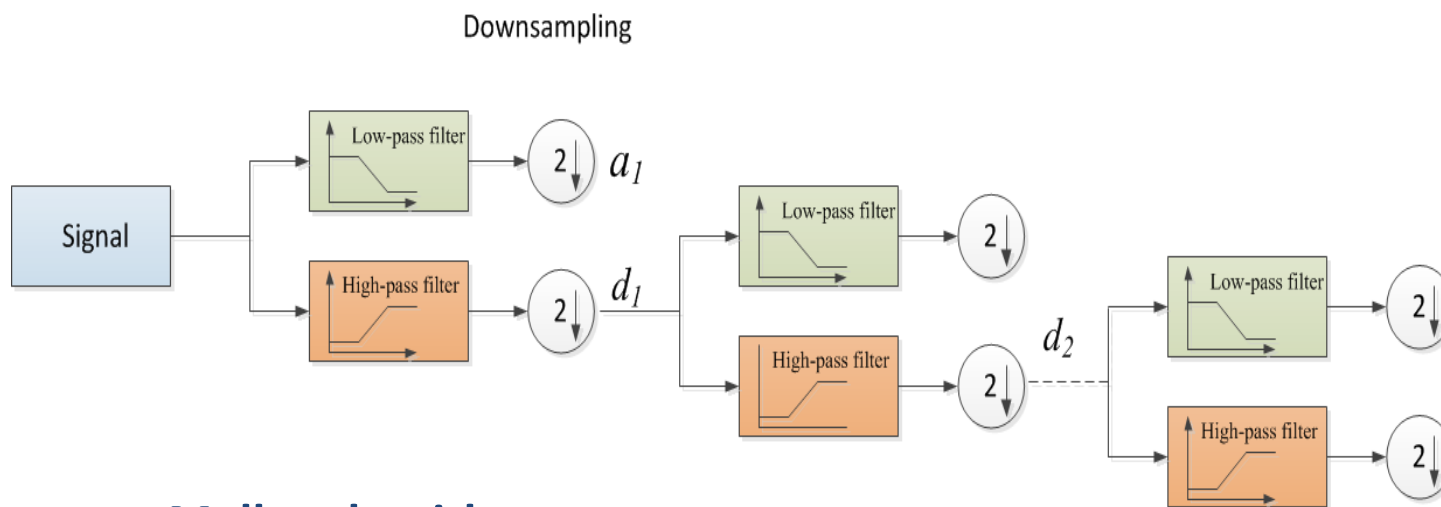 Downsampling
Signal
Low-pass filter
2
a1
High-pass filter
2
d1
Low-pass filter
2
High-pass filter
2
d2
Low-pass filter
2
High-pass filter
2